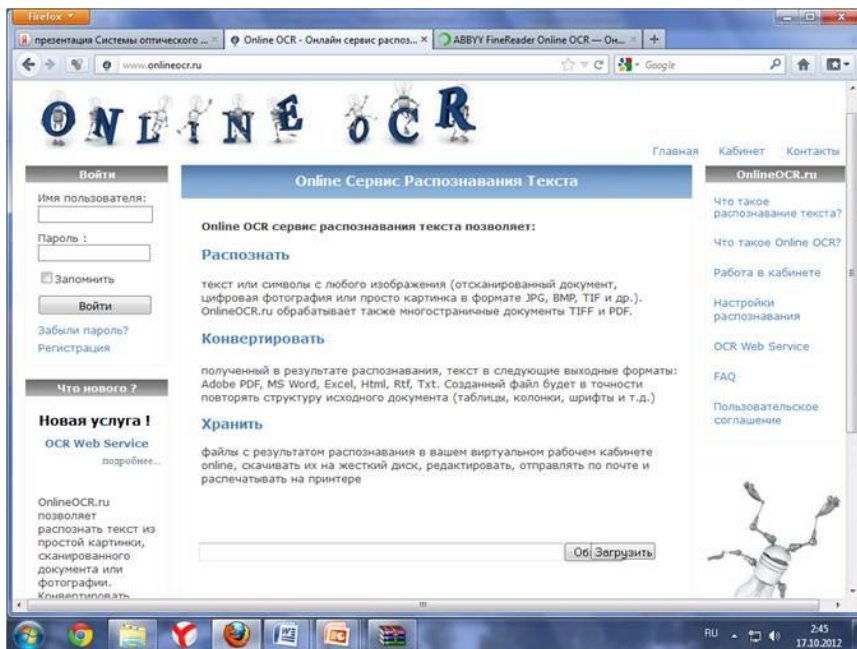 Firefox
презентация Системы оптического ...
Online OCR - Онлайн сервис распоз...
ABBYY FineReader Online OCR — Он...
www.onlineocr.ru
Google
ONLINE OCR
Главная Кабинет Контакты
Войти
Имя пользователя:
Пароль :
Запомнить
Войти
Забыли пароль?
Регистрация
Что нового ?
Новая услуга !
OCR Web Service
подробнее...
OnlineOCR.ru
позволяет
распознать текст из
простой картинки,
сканированного
документа или
фотографии.
Конвертировать
Online Сервис Распознавания Текста
Online OCR сервис распознавания текста позволяет:
Распознать
текст или символы с любого изображения (отсканированный документ,
цифровая фотография или просто картинка в формате JPG, BMP, TIF и др.).
OnlineOCR.ru обрабатывает также многостраничные документы TIFF и PDF.
Конвертировать
полученный в результате распознавания, текст в следующие выходные форматы:
Adobe PDF, MS Word, Excel, Html, Rtf, Txt. Созданный файл будет в точности
повторять структуру исходного документа (таблицы, колонки, шрифты и т.д.)
Хранить
файлы с результатом распознавания в вашем виртуальном рабочем кабинете
online, скачивать их на жесткий диск, редактировать, отправлять по почте и
распечатывать на принтере
Об Загрузить
OnlineOCR.ru
Что такое
распознавание текста?
Что такое Online OCR?
Работа в кабинете
Настройки
распознавания
OCR Web Service
FAQ
Пользовательское
соглашение
RU
2:45
17.10.2012